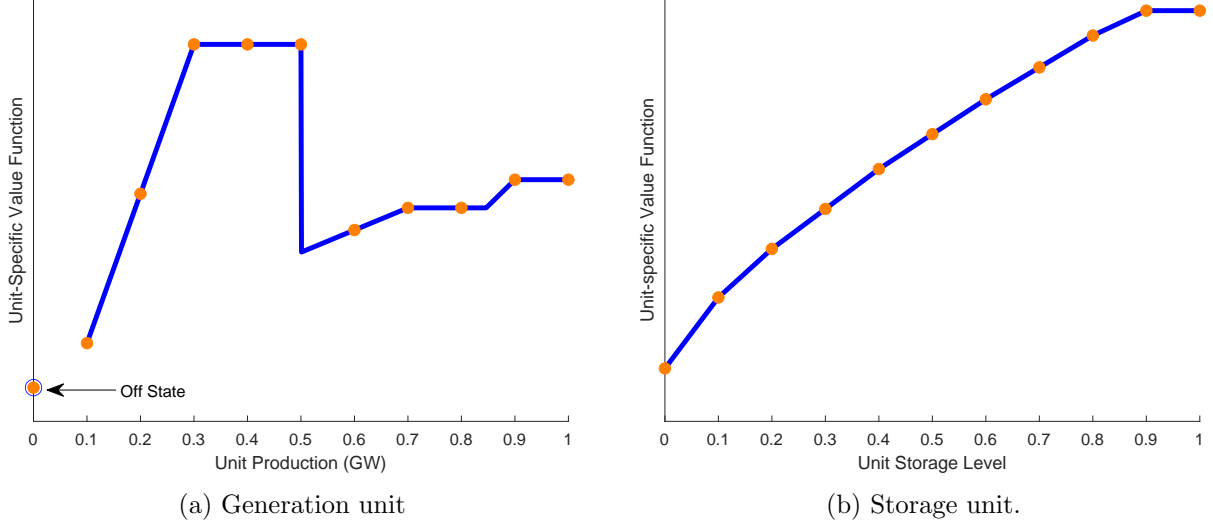 Unit-Specific Value Function
Off State
0 0.1 0.2 0.3 0.4 0.5 0.6 0.7 0.8 0.9 1
Unit Production (GW)
(a) Generation unit
Unit-specific Value Function
0 0.1 0.2 0.3 0.4 0.5 0.6 0.7 0.8 0.9 1
Unit Storage Level
(b) Storage unit.